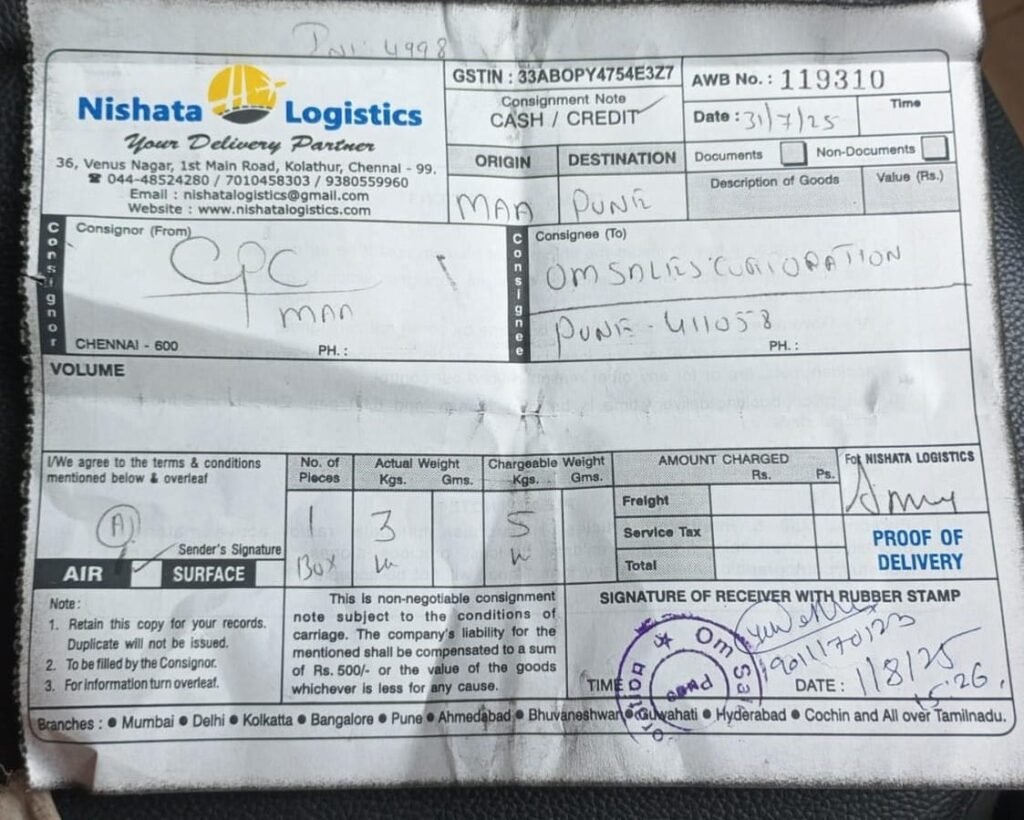 4998
Nishata Logistics
Your Delivery Partner
36, Venus Nagar, 1st Main Road, Kolathur, Chennai - 99.
☎ 044-48524280 / 7010458303 / 9380559960
Email : nishatalogistics@gmail.com
Website : www.nishatalogistics.com
GSTIN : 33ABOPY4754E3Z7
Consignment Note
CASH / CREDIT
AWB No. : 119310
Date : 31/7/25
Time
ORIGIN
DESTINATION
MAA
PUNE
Documents
Non-Documents
Description of Goods
Value (Rs.)
Consignor
Consignor (From)
CPC
MAA
CHENNAI - 600
PH. :
Consignee
Consignee (To)
OM SALES CORPORATION
PUNE - 411058
PH. :
VOLUME
I/We agree to the terms & conditions
mentioned below & overleaf
A
Sender's Signature
AIR
SURFACE
No. of
Pieces
1
Box
Actual Weight
Kgs. Gms.
3
Chargeable Weight
Kgs. Gms.
5
AMOUNT CHARGED
Rs. Ps.
Freight
Service Tax
Total
For NISHATA LOGISTICS
PROOF OF
DELIVERY
Note :
1. Retain this copy for your records.
Duplicate will not be issued.
2. To be filled by the Consignor.
3. For information turn overleaf.
This is non-negotiable consignment
note subject to the conditions of
carriage. The company's liability for the
mentioned shall be compensated to a sum
of Rs. 500/- or the value of the goods
whichever is less for any cause.
SIGNATURE OF RECEIVER WITH RUBBER STAMP
Om Sal
oration
TIME
DATE : 1/8/25
15:26
Branches : ● Mumbai ● Delhi ● Kolkatta ● Bangalore ● Pune ● Ahmedabad ● Bhuvaneshwar ● Guwahati ● Hyderabad ● Cochin and All over Tamilnadu.